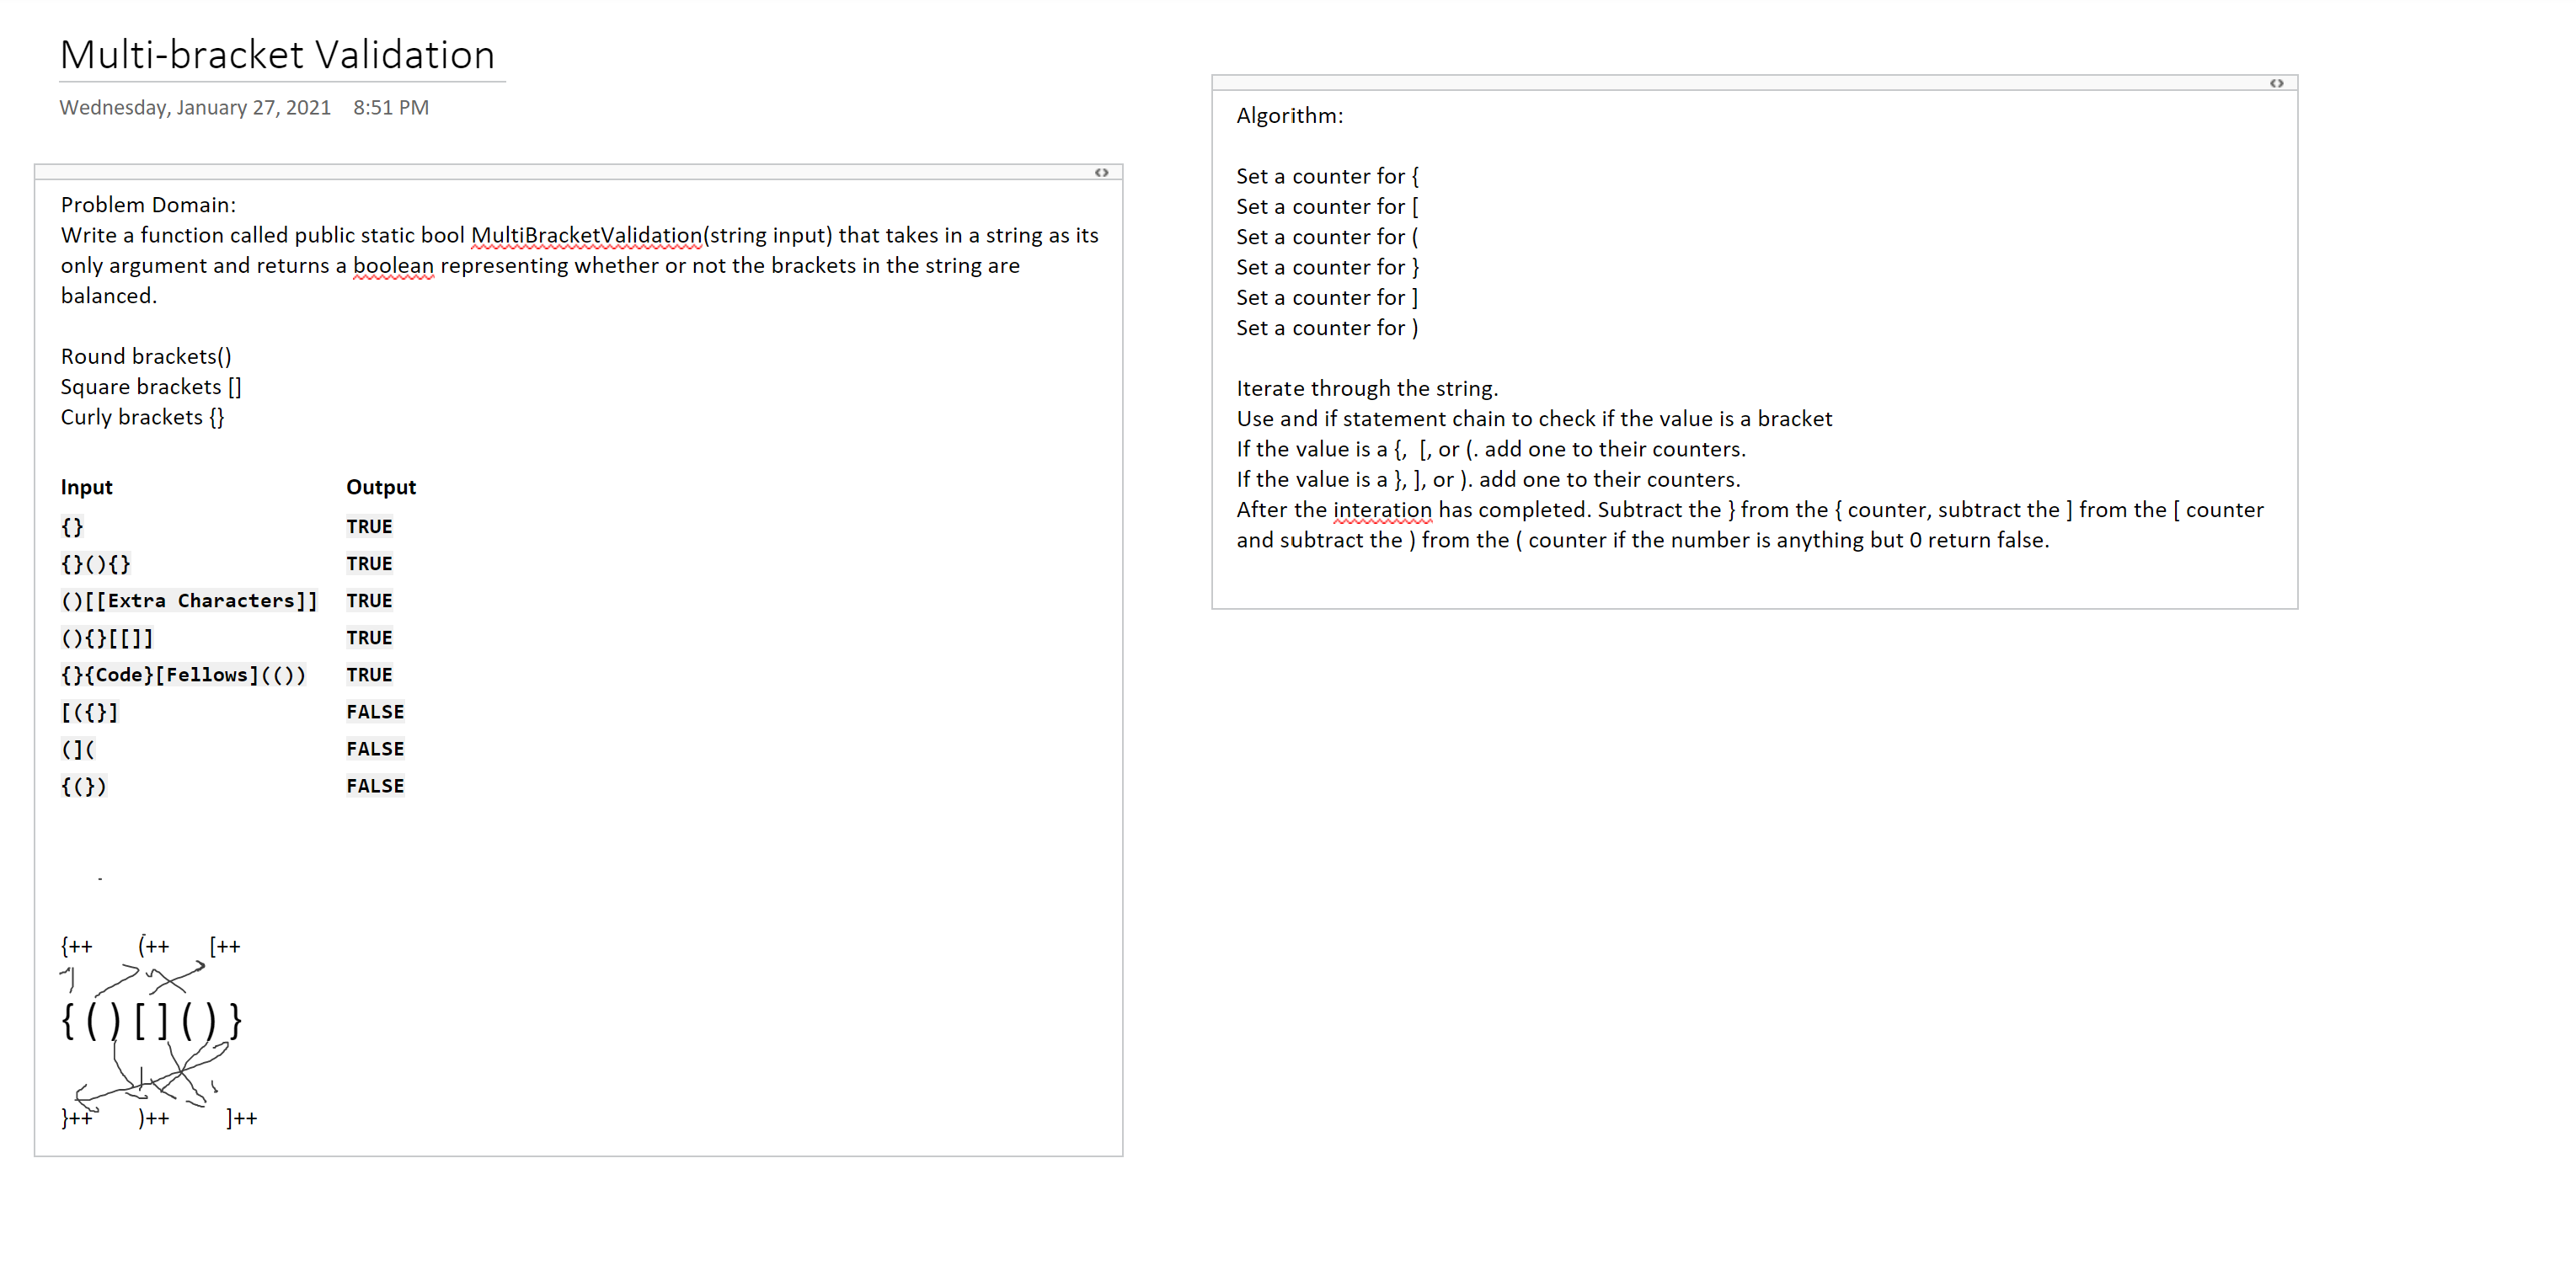 Multi-bracket Validation
Wednesday, January 27, 2021 8:51 PM
Problem Domain:
Write a function called public static bool MultiBracketValidation(string input) that takes in a string as its
only argument and returns a boolean representing whether or not the brackets in the string are
balanced.
Round brackets()
Square brackets []
Curly brackets {}
Input Output
{} TRUE
{}(){} TRUE
()[[Extra Characters]] TRUE
(){}[[]] TRUE
{}{Code}[Fellows](()) TRUE
[({}] FALSE
(]( FALSE
{(}) FALSE
{++ (++ [++
{()[]()}
}++ )++ ]++
Algorithm:
Set a counter for {
Set a counter for [
Set a counter for (
Set a counter for }
Set a counter for ]
Set a counter for )
Iterate through the string.
Use and if statement chain to check if the value is a bracket
If the value is a {, [, or (. add one to their counters.
If the value is a }, ], or ). add one to their counters.
After the interation has completed. Subtract the } from the { counter, subtract the ] from the [ counter
and subtract the ) from the ( counter if the number is anything but 0 return false.